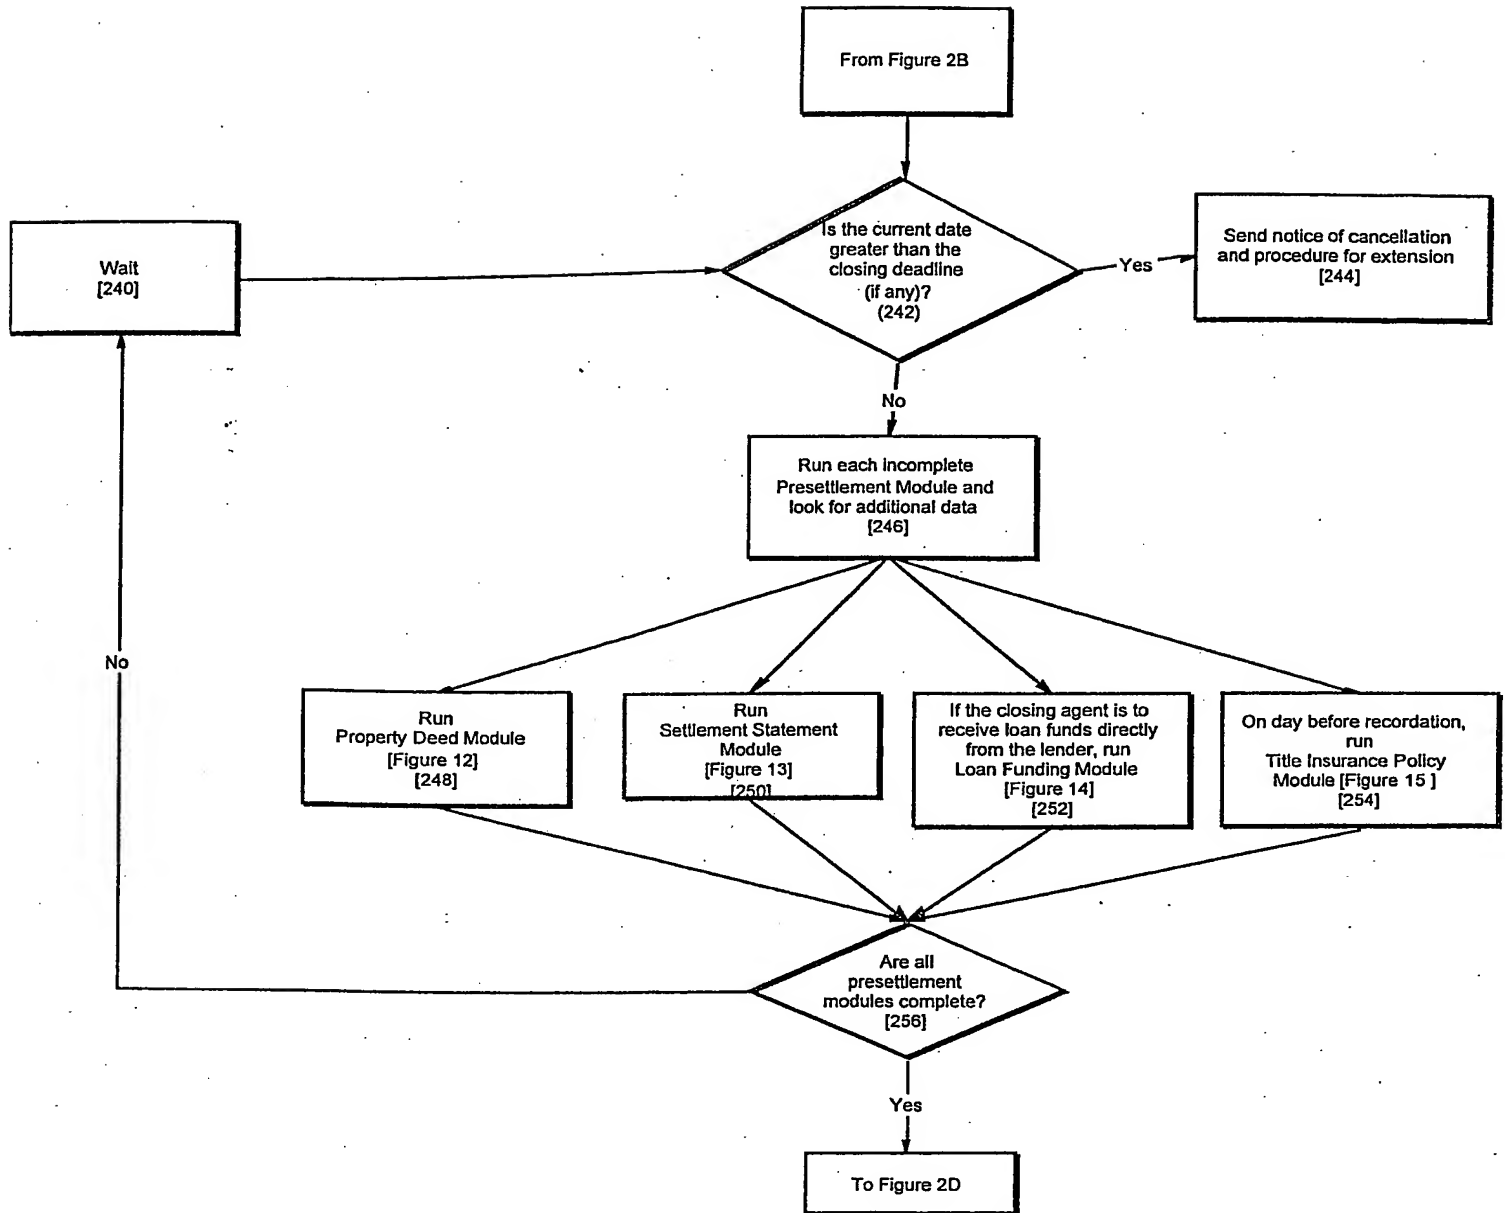 From Figure 2B
Is the current date
greater than the
closing deadline
(if any)?
(242)
Yes
Send notice of cancellation
and procedure for extension
[244]
Wait
[240]
No
Run each incomplete
Presettlement Module and
look for additional data
[246]
No
Run
Property Deed Module
[Figure 12]
[248]
Run
Settlement Statement
Module
[Figure 13]
[250]
If the closing agent is to
receive loan funds directly
from the lender, run
Loan Funding Module
[Figure 14]
[252]
On day before recordation,
run
Title Insurance Policy
Module [Figure 15 ]
[254]
Are all
presettlement
modules complete?
[256]
Yes
To Figure 2D